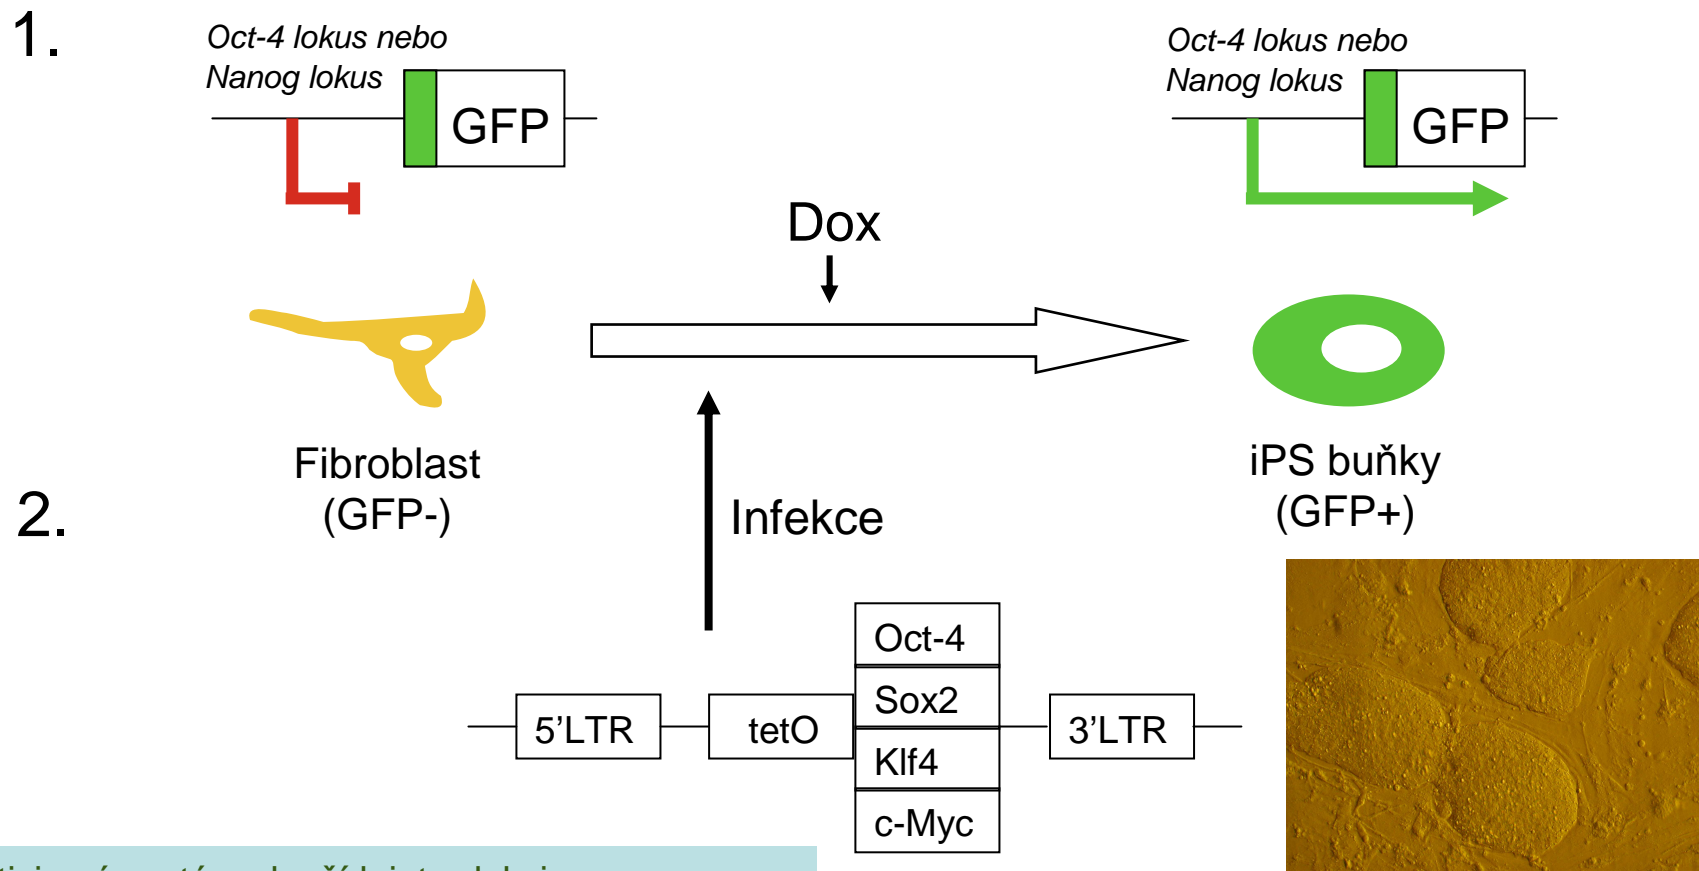 1.
Oct-4 lokus nebo
Nanog lokus
GFP
Oct-4 lokus nebo
Nanog lokus
GFP
Dox
Fibroblast
(GFP-)
iPS buňky
(GFP+)
2.
Infekce
Oct-4
Sox2
Klf4
c-Myc
5’LTR
tetO
3’LTR